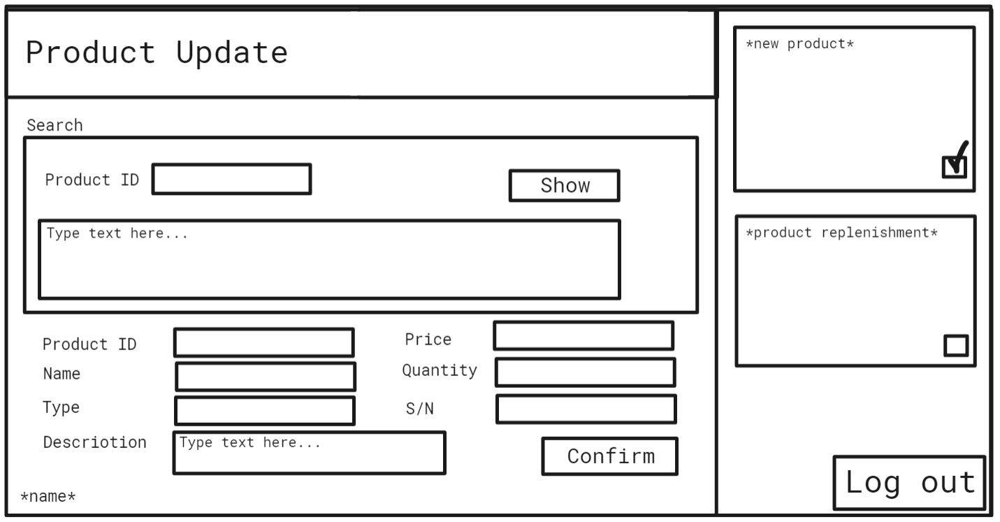 Product Update
Search
Product ID
Show
Type text here...
Product ID
Name
Type
Descriotion
Type text here...
Price
Quantity
S/N
Confirm
*name*
*new product*
*product replenishment*
Log out